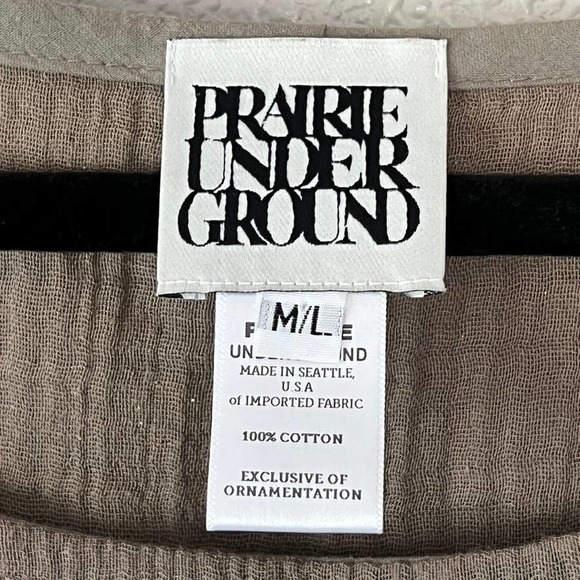 PRAIRIE
UNDER
GROUND
M/L
MADE IN SEATTLE,
U.S.A
of IMPORTED FABRIC
100% COTTON
EXCLUSIVE OF
ORNAMENTATION